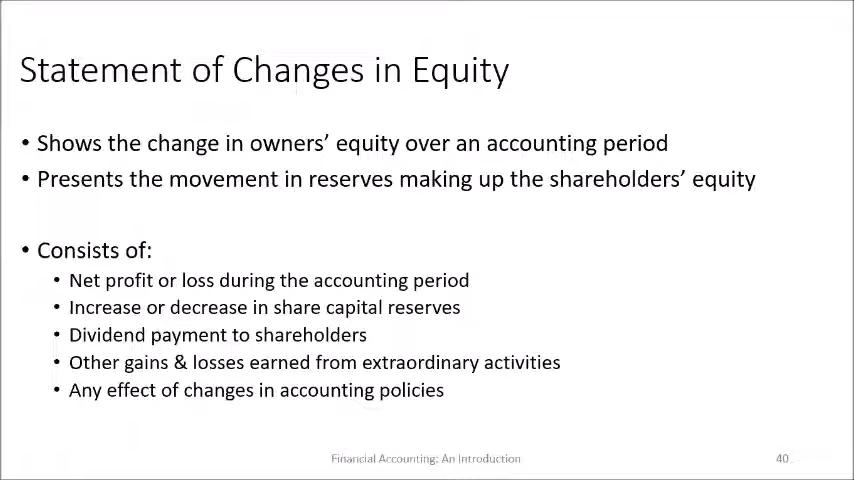 Statement of Changes in Equity
• Shows the change in owners’ equity over an accounting period
• Presents the movement in reserves making up the shareholders’ equity
• Consists of:
• Net profit or loss during the accounting period
• Increase or decrease in share capital reserves
• Dividend payment to shareholders
• Other gains & losses earned from extraordinary activities
• Any effect of changes in accounting policies
Financial Accounting: An Introduction
40